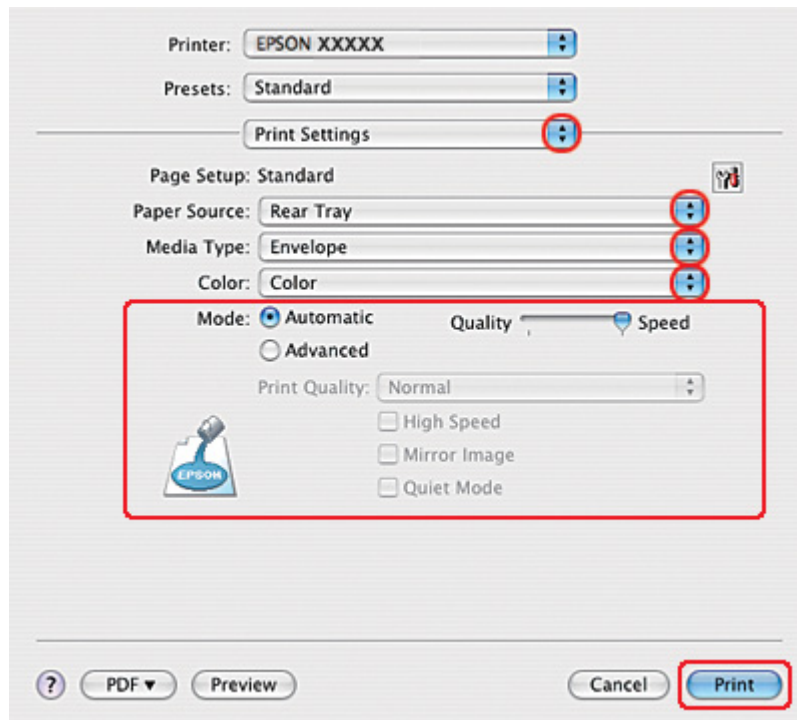 Printer: EPSON XXXXX
Presets: Standard
Print Settings
Page Setup: Standard
Paper Source: Rear Tray
Media Type: Envelope
Color: Color
Mode: Automatic Quality Speed
Advanced
Print Quality: Normal
High Speed
Mirror Image
Quiet Mode
EPSON
? PDF Preview Cancel Print